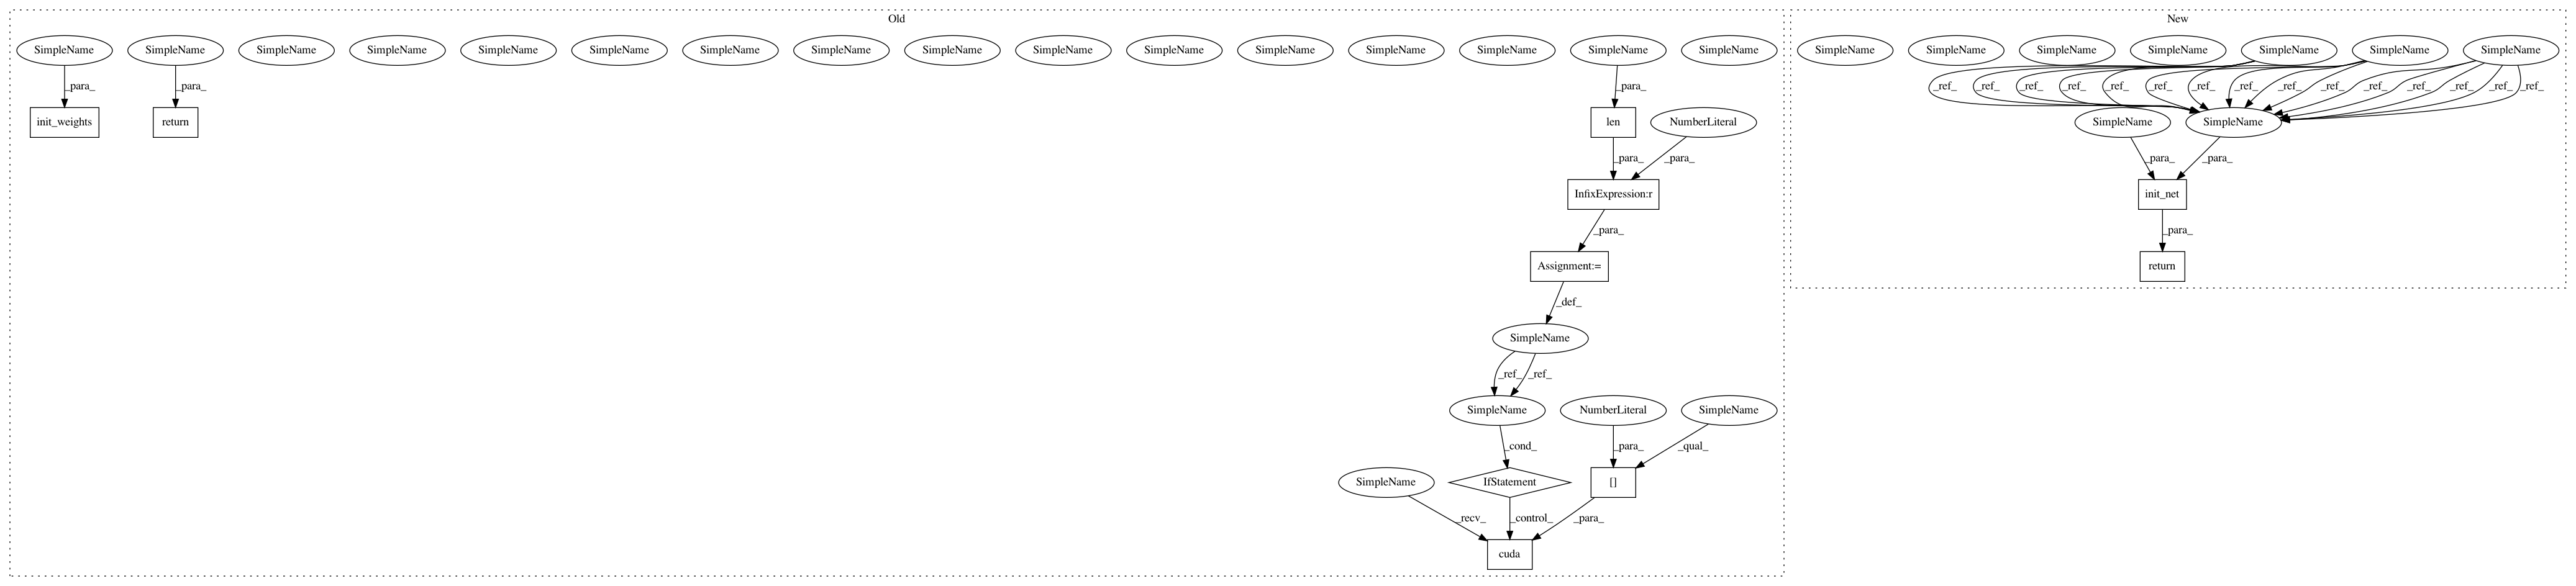 Old
New
SimpleName SimpleName SimpleName SimpleName SimpleName SimpleName SimpleName SimpleName SimpleName SimpleName SimpleName SimpleName SimpleName SimpleName SimpleName SimpleName SimpleName SimpleName SimpleName SimpleName SimpleName SimpleName SimpleName
_para_ _para_ _para_ _ref_ _ref_ _ref_ _ref_ _ref_ _ref_ _ref_ _ref_ _ref_ _ref_ _ref_ _ref_ _ref_ _ref_
init_weights return len NumberLiteral SimpleName SimpleName
_para_ _para_ _para_ _para_
InfixExpression:r init_net
_para_ _para_
Assignment:= return
_def_
SimpleName
_ref_ _ref_
SimpleName NumberLiteral SimpleName
_cond_ _para_ _qual_
SimpleName IfStatement []
_recv_ _control_ _para_
cuda